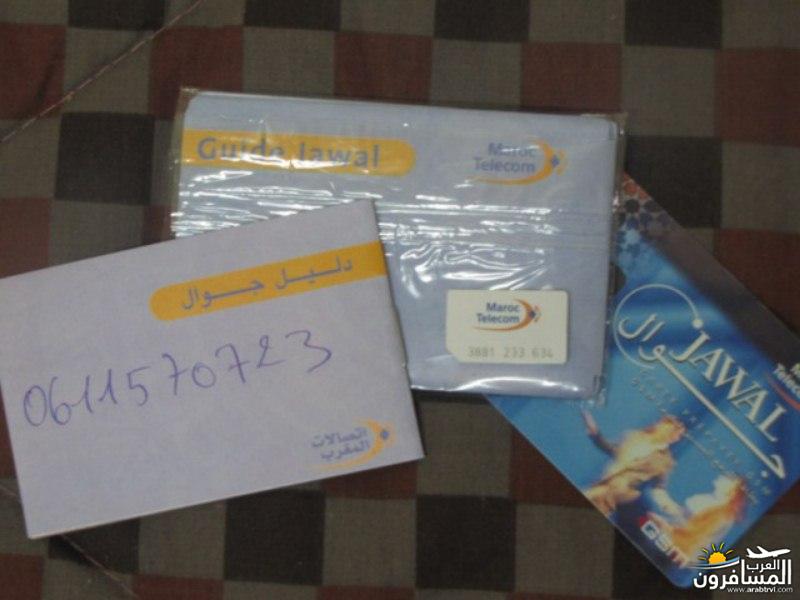 Guide Jawal
Maroc
Telecom
دليل جوال
0611570723
اتصالات
المغرب
Maroc
Telecom
3881 233 634
JAWAL
جوال
Telecom
GSM
العرب
المسافرون
www.arabtrvl.com